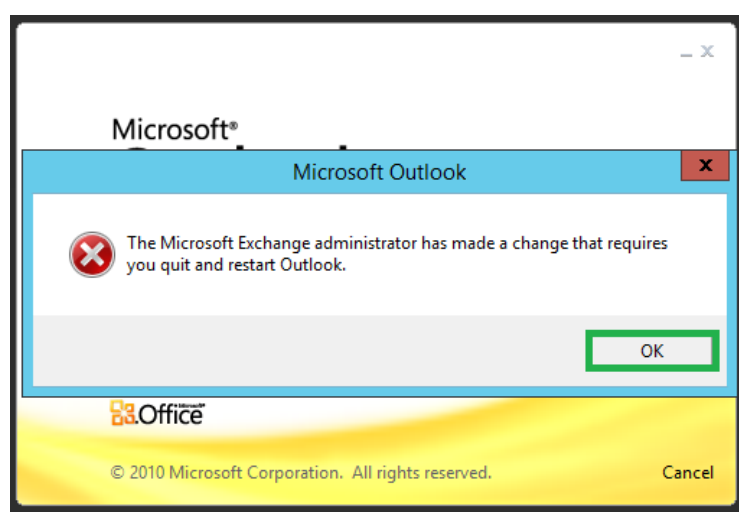 Microsoft®
Microsoft Outlook
The Microsoft Exchange administrator has made a change that requires
you quit and restart Outlook.
OK
Office
© 2010 Microsoft Corporation. All rights reserved.
Cancel